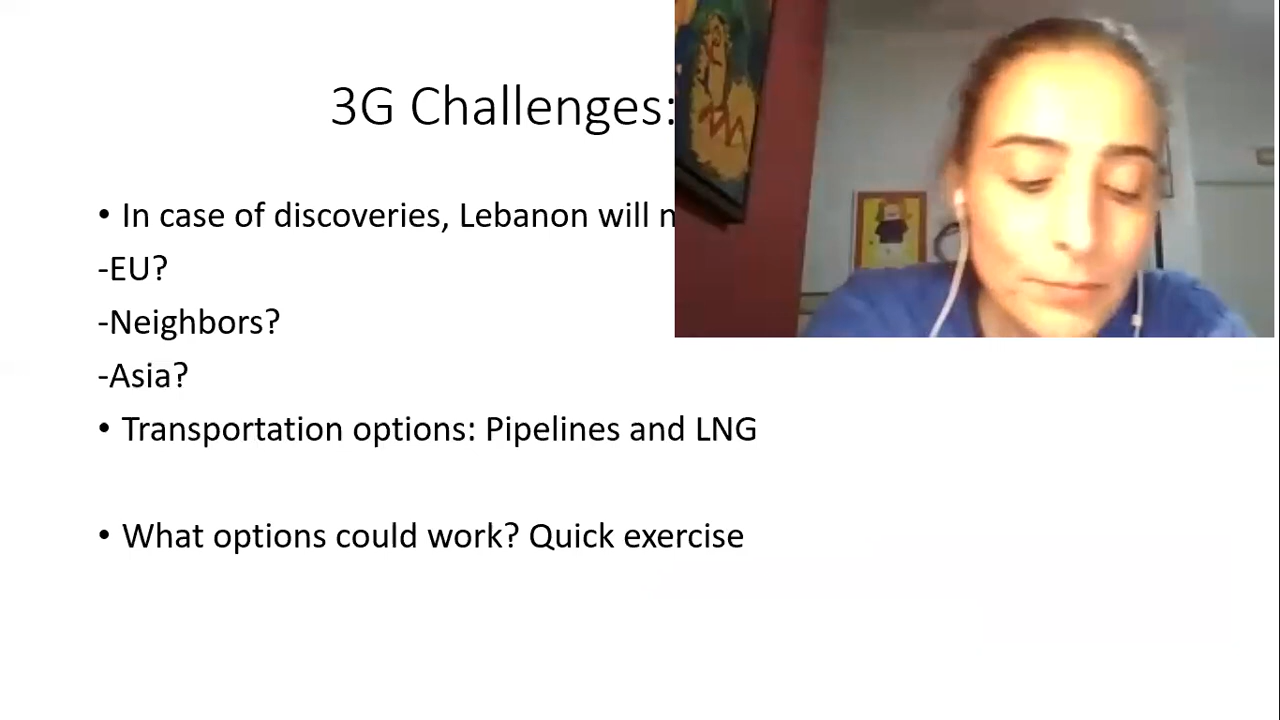 3G Challenges:
• In case of discoveries, Lebanon will
-EU?
-Neighbors?
-Asia?
• Transportation options: Pipelines and LNG
• What options could work? Quick exercise